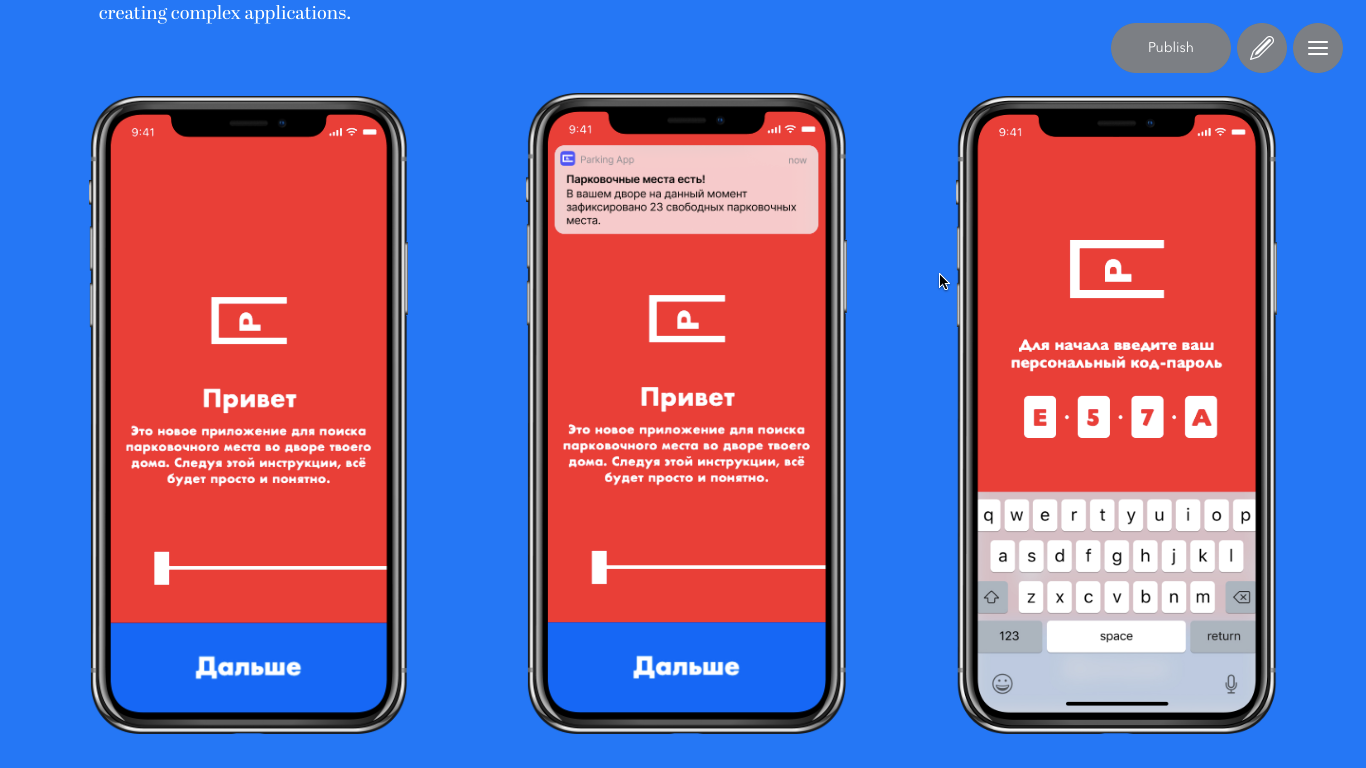 creating complex applications.
Publish
9:41
P
Привет
Это новое приложение для поиска
парковочного места во дворе твоего
дома. Следуя этой инструкции, всё
будет просто и понятно.
Дальше
9:41
Parking App
now
Парковочные места есть!
В вашем дворе на данный момент
зафиксировано 23 свободных парковочных
места.
P
Привет
Это новое приложение для поиска
парковочного места во дворе твоего
дома. Следуя этой инструкции, всё
будет просто и понятно.
Дальше
9:41
P
Для начала введите ваш
персональный код-пароль
E · 5 · 7 · A
q w e r t y u i o p
a s d f g h j k l
z x c v b n m
123 space return